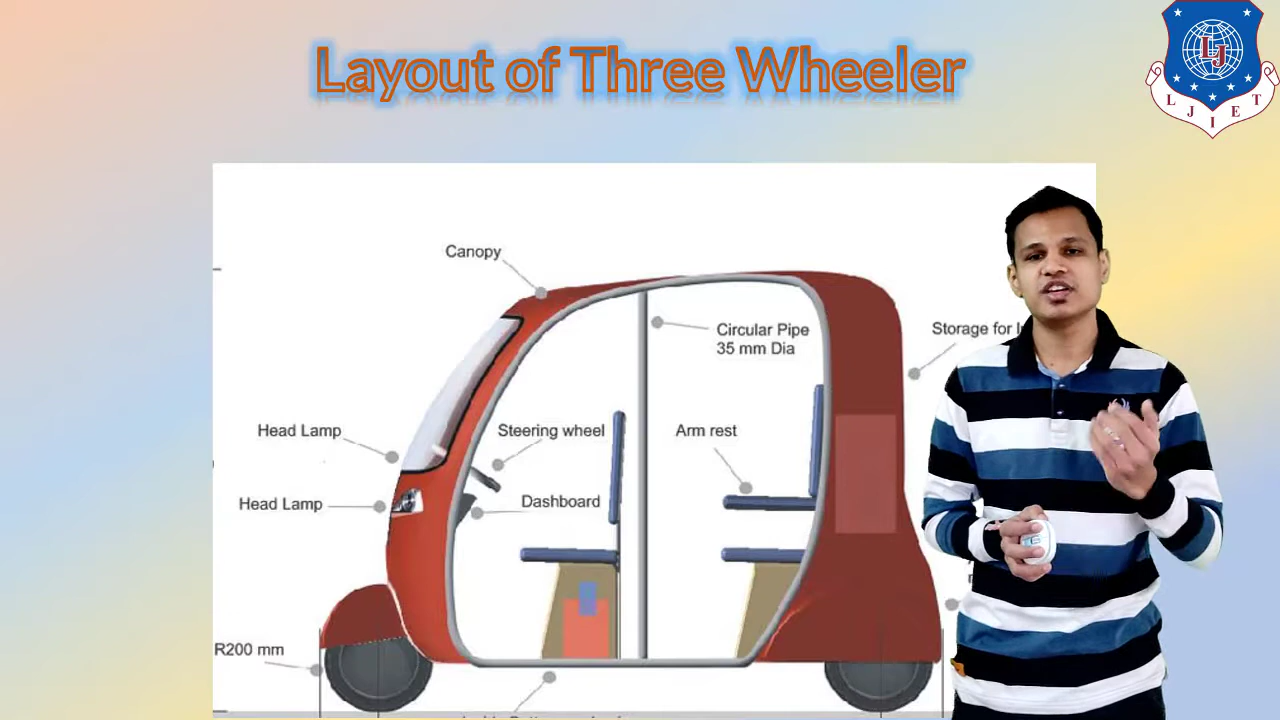 Layout of Three Wheeler
L J I E T
LJ
Canopy
Circular Pipe
35 mm Dia
Storage for
Head Lamp
Steering wheel
Arm rest
Head Lamp
Dashboard
R200 mm